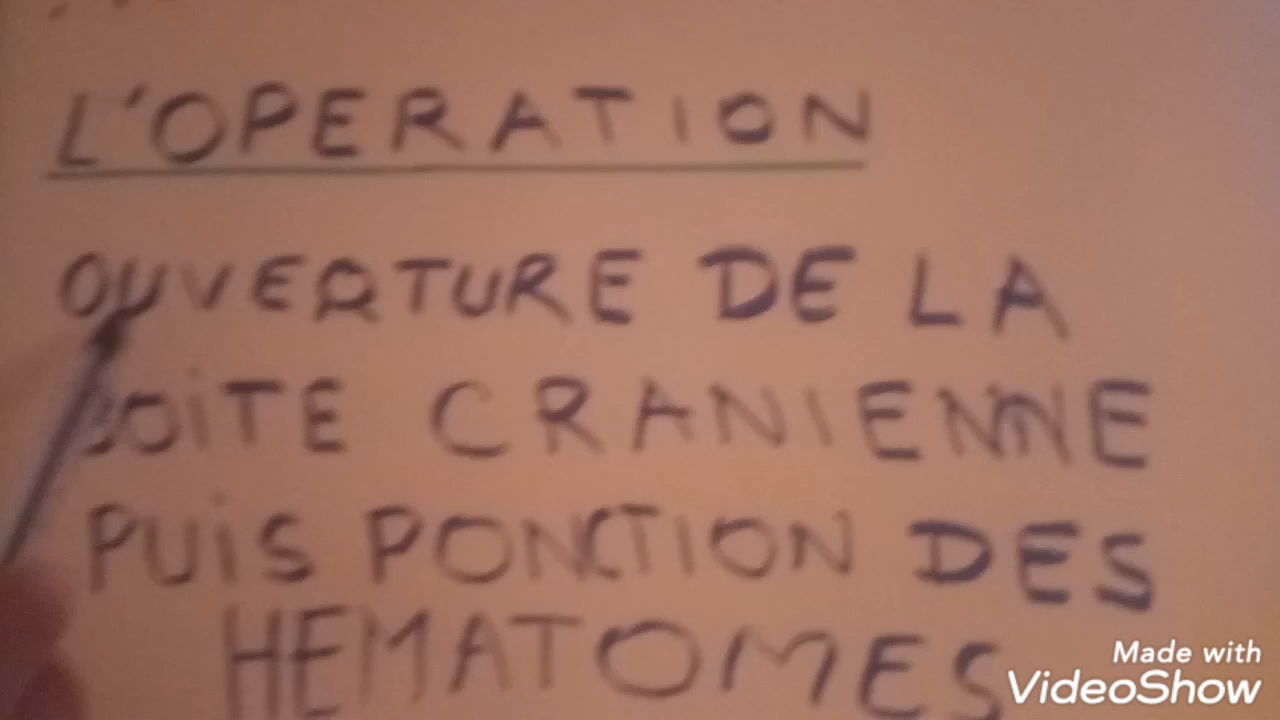 L'OPERATION
OUVERTURE DE LA
BOITE CRANIENNE
PUIS PONCTION DES
HEMATOMES
Made with
VideoShow